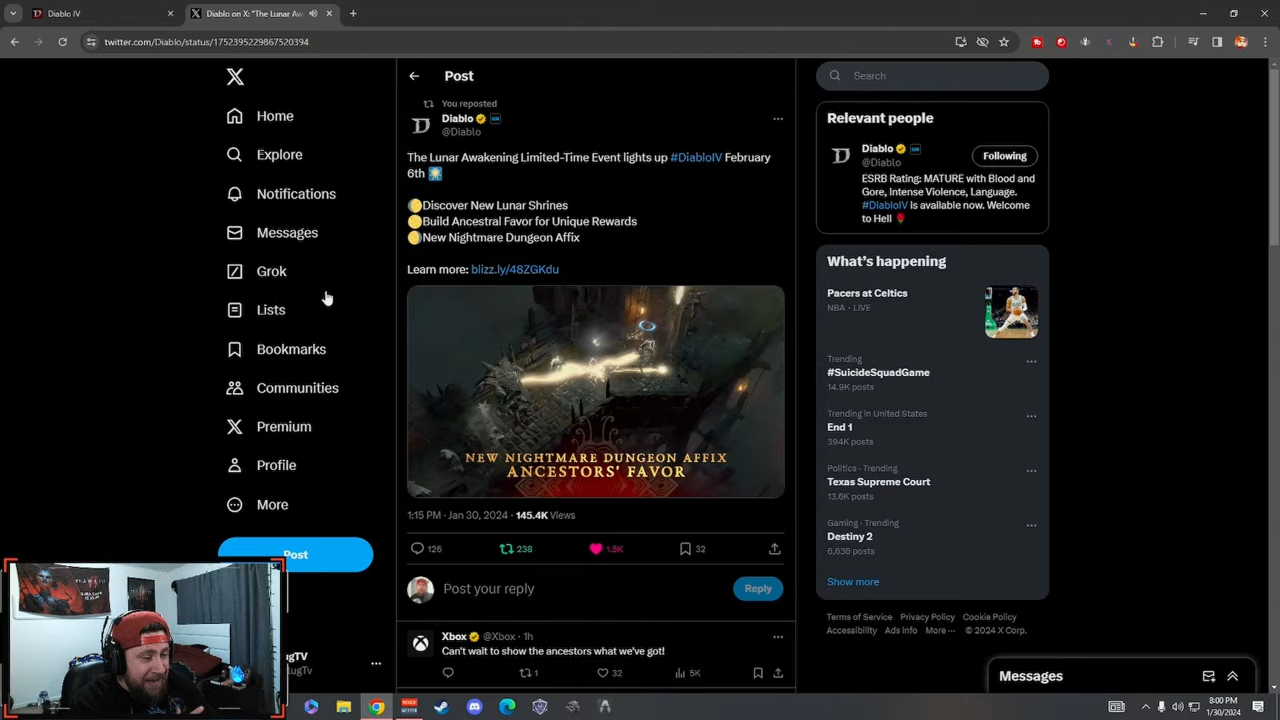 Diablo IV
Diablo on X: "The Lunar Aw
twitter.com/Diablo/status/1752395229867520394
Home
Explore
Notifications
Messages
Grok
Lists
Bookmarks
Communities
Premium
Profile
More
Post
Post
You reposted
Diablo
@Diablo
The Lunar Awakening Limited-Time Event lights up #DiabloIV February
6th
Discover New Lunar Shrines
Build Ancestral Favor for Unique Rewards
New Nightmare Dungeon Affix
Learn more: blizz.ly/48ZGKdu
NEW NIGHTMARE DUNGEON AFFIX
ANCESTORS' FAVOR
1:15 PM · Jan 30, 2024 · 145.4K Views
126
238
1.5K
32
Post your reply
Reply
Xbox @Xbox · 1h
Can't wait to show the ancestors what we've got!
1
32
5K
Search
Relevant people
Diablo
@Diablo
Following
ESRB Rating: MATURE with Blood and
Gore, Intense Violence, Language.
#DiabloIV is available now. Welcome
to Hell
What's happening
Pacers at Celtics
NBA · LIVE
Trending
#SuicideSquadGame
14.9K posts
Trending in United States
End 1
394K posts
Politics · Trending
Texas Supreme Court
13.6K posts
Gaming · Trending
Destiny 2
6,636 posts
Show more
Terms of Service Privacy Policy Cookie Policy
Accessibility Ads info More ··· © 2024 X Corp.
Messages
8:00 PM
1/30/2024